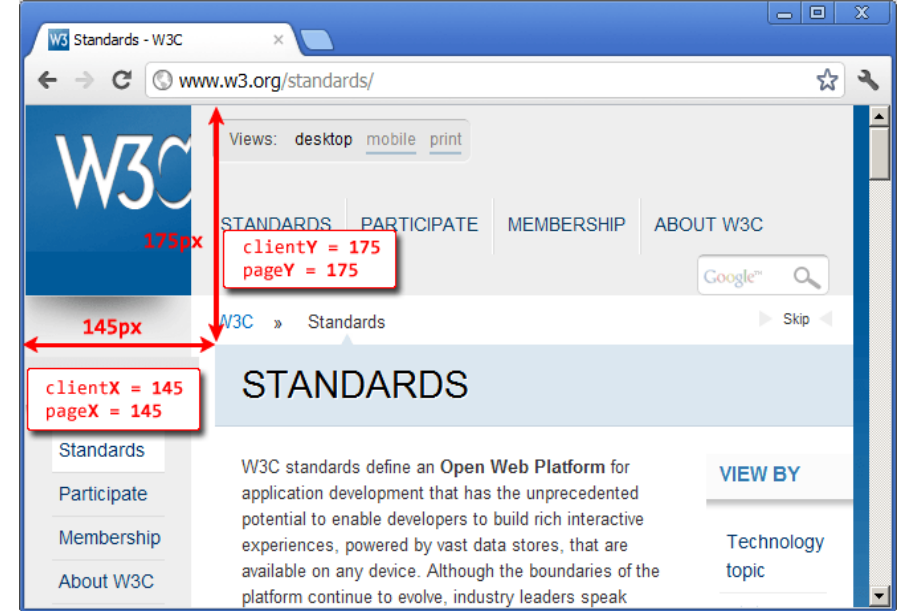 W3 Standards - W3C
www.w3.org/standards/
W3C
Views: desktop mobile print
STANDARDS PARTICIPATE MEMBERSHIP ABOUT W3C
175px
clientY = 175
pageY = 175
Google™
W3C » Standards
Skip
145px
clientX = 145
pageX = 145
STANDARDS
Standards
Participate
Membership
About W3C
W3C standards define an Open Web Platform for
application development that has the unprecedented
potential to enable developers to build rich interactive
experiences, powered by vast data stores, that are
available on any device. Although the boundaries of the
platform continue to evolve, industry leaders speak
VIEW BY
Technology
topic